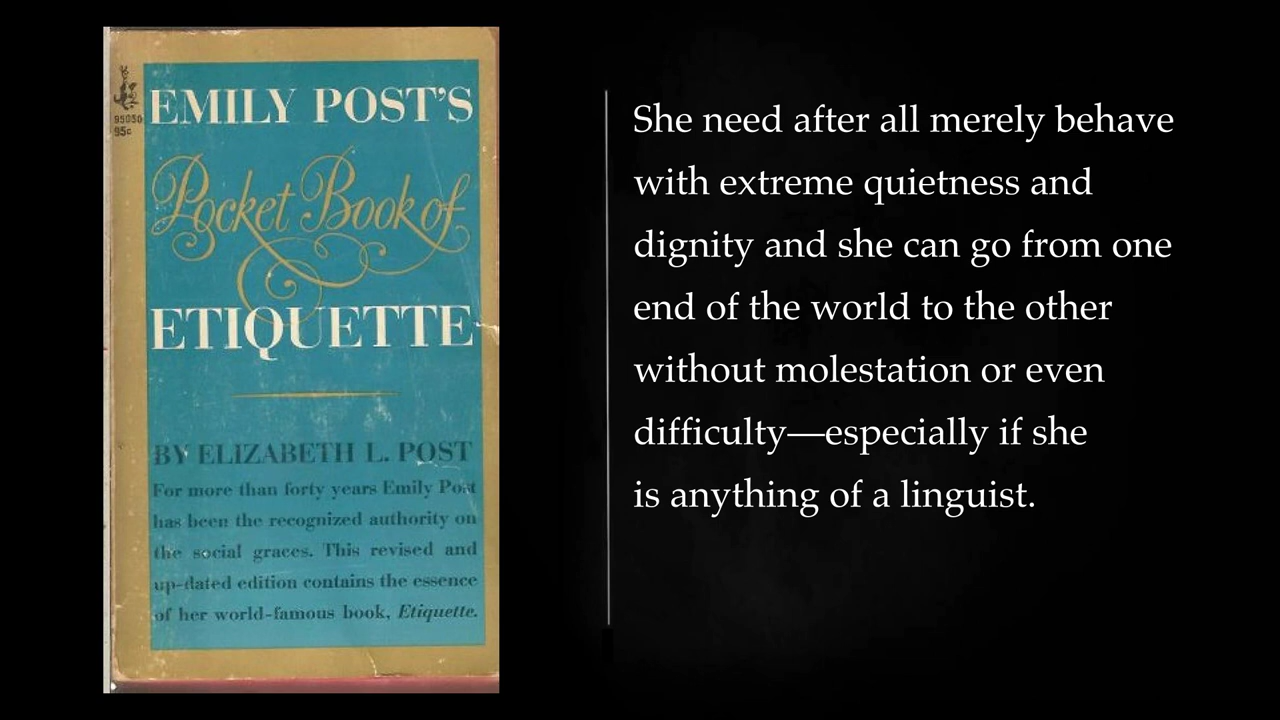 95050
95c
EMILY POST'S
Pocket Book of
ETIQUETTE
BY ELIZABETH L. POST
For more than forty years Emily Post
has been the recognized authority on
the social graces. This revised and
up-dated edition contains the essence
of her world-famous book, Etiquette.
She need after all merely behave
with extreme quietness and
dignity and she can go from one
end of the world to the other
without molestation or even
difficulty—especially if she
is anything of a linguist.